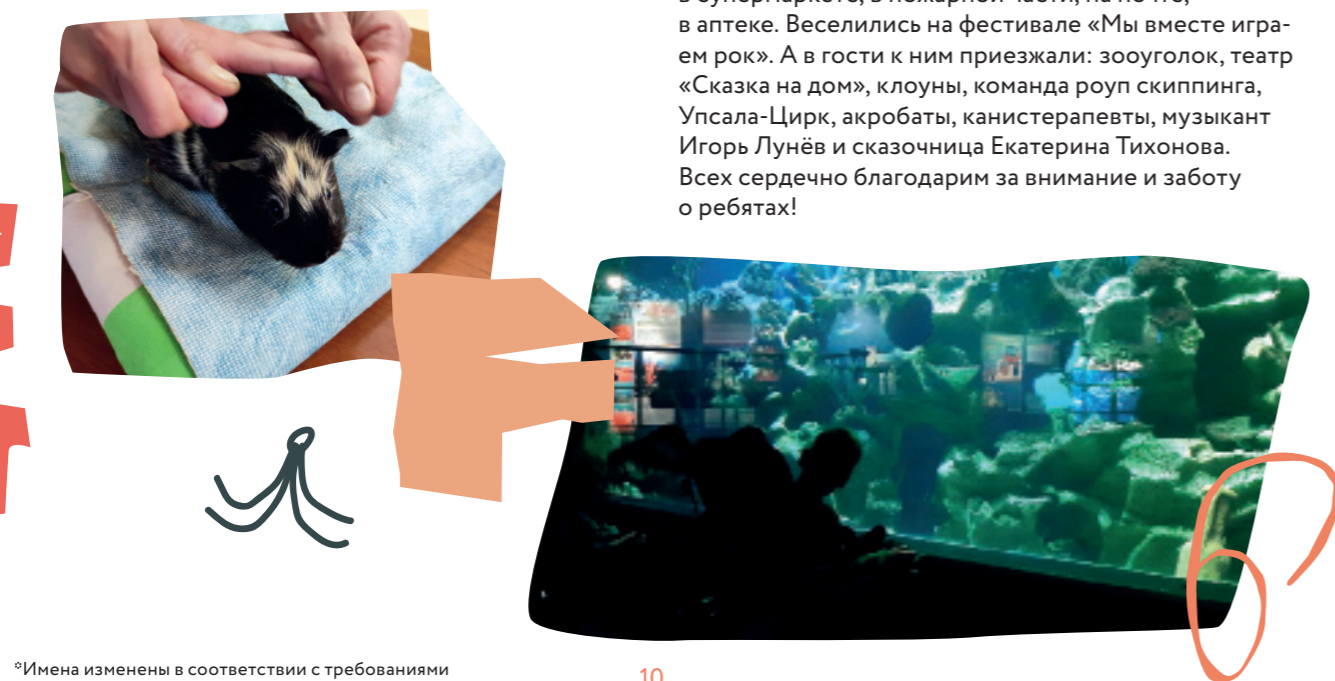 в аптеке. Веселились на фестивале «Мы вместе игра-
ем рок». А в гости к ним приезжали: зооуголок, театр
«Сказка на дом», клоуны, команда роуп скиппинга,
Упсала-Цирк, акробаты, канистерапевты, музыкант
Игорь Лунёв и сказочница Екатерина Тихонова.
Всех сердечно благодарим за внимание и заботу
о ребятах!
*Имена изменены в соответствии с требованиями
10